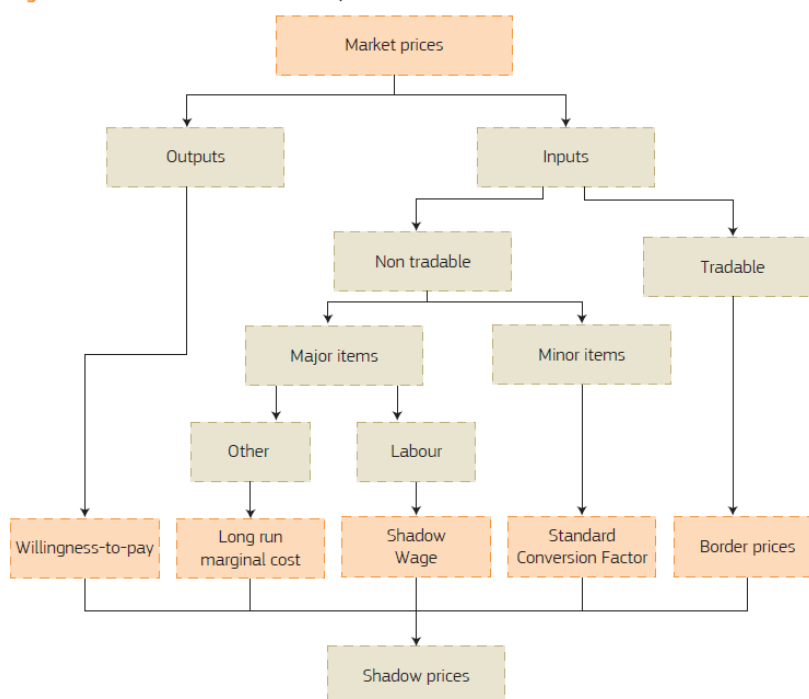 Market prices
Outputs
Inputs
Non tradable
Tradable
Major items
Minor items
Other
Labour
Willingness-to-pay
Long run
marginal cost
Shadow
Wage
Standard
Conversion Factor
Border prices
Shadow prices